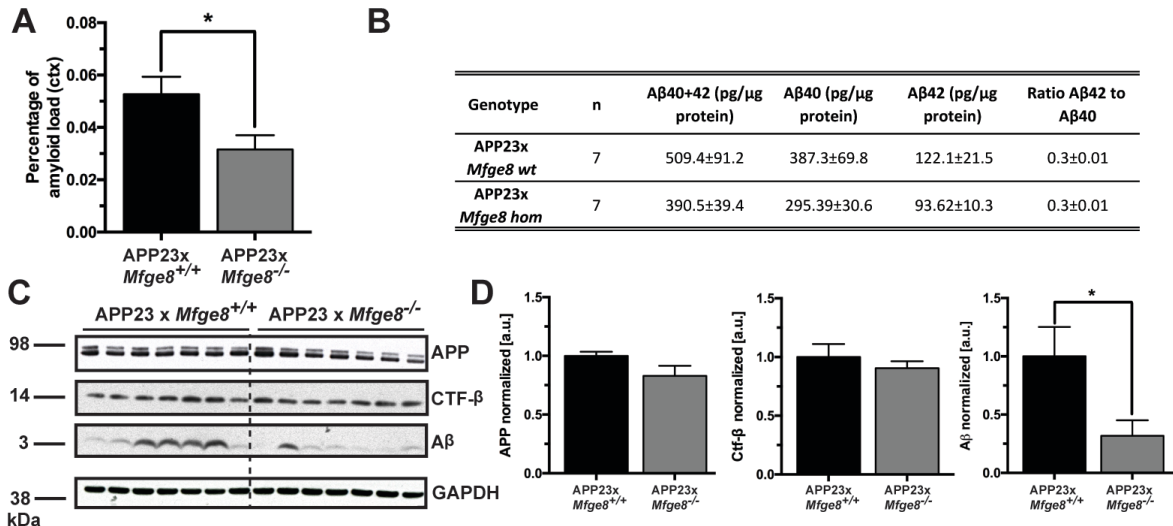 A
Percentage of
amyloid load (ctx)
0.08
0.06
0.04
0.02
0.00
*
APP23x
Mfge8+/+
APP23x
Mfge8-/-
B
Genotype n Aβ40+42 (pg/μg protein) Aβ40 (pg/μg protein) Aβ42 (pg/μg protein) Ratio Aβ42 to Aβ40
APP23x Mfge8 wt 7 509.4±91.2 387.3±69.8 122.1±21.5 0.3±0.01
APP23x Mfge8 hom 7 390.5±39.4 295.39±30.6 93.62±10.3 0.3±0.01
C
APP23 x Mfge8+/+ APP23 x Mfge8-/-
98 APP
14 CTF-β
3 Aβ
38 GAPDH
kDa
D
APP normalized [a.u.]
1.5
1.0
0.5
0.0
APP23x
Mfge8+/+
APP23x
Mfge8-/-
Ctf-β normalized [a.u.]
1.5
1.0
0.5
0.0
APP23x
Mfge8+/+
APP23x
Mfge8-/-
Aβ normalized [a.u.]
1.5
1.0
0.5
0.0
*
APP23x
Mfge8+/+
APP23x
Mfge8-/-